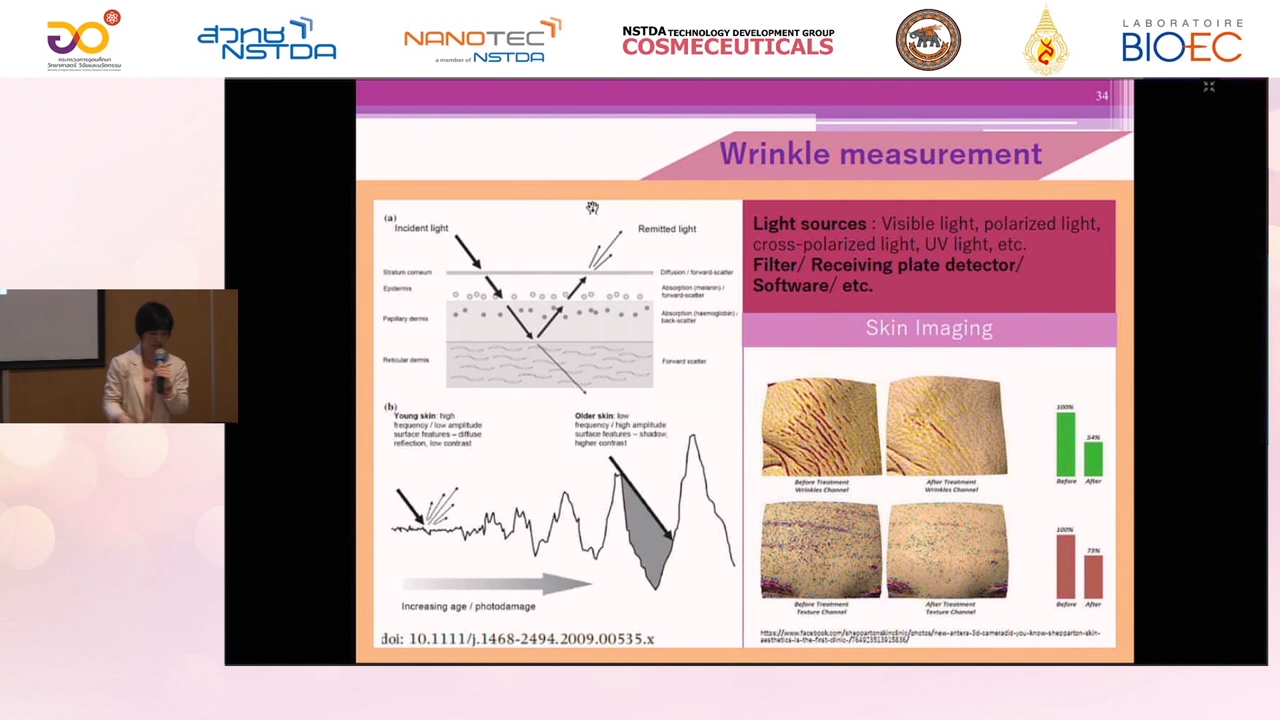 กระทรวงการอุดมศึกษา
วิทยาศาสตร์ วิจัยและนวัตกรรม
สวทช
NSTDA
NANOTEC
a member of NSTDA
NSTDA TECHNOLOGY DEVELOPMENT GROUP
COSMECEUTICALS
LABORATOIRE
BIOEC
34
Wrinkle measurement
(a)
Incident light
Remitted light
Stratum corneum
Diffusion / forward-scatter
Epidermis
Absorption (melanin) /
forward-scatter
Papillary dermis
Absorption (haemoglobin) /
back-scatter
Reticular dermis
Forward scatter
(b)
Young skin: high
frequency / low amplitude
surface features – diffuse
reflection, low contrast
Older skin: low
frequency / high amplitude
surface features – shadow,
higher contrast
Increasing age / photodamage
doi: 10.1111/j.1468-2494.2009.00535.x
Light sources : Visible light, polarized light,
cross-polarized light, UV light, etc.
Filter/ Receiving plate detector/
Software/ etc.
Skin Imaging
Before Treatment
Wrinkles Channel
After Treatment
Wrinkles Channel
100%
54%
Before
After
Before Treatment
Texture Channel
After Treatment
Texture Channel
100%
73%
Before
After
https://www.facebook.com/sheppartonskinclinic/photos/new-antera-3d-cameradid-you-know-shepparton-skin-
aesthetics-is-the-first-clinic-/764923513915836/